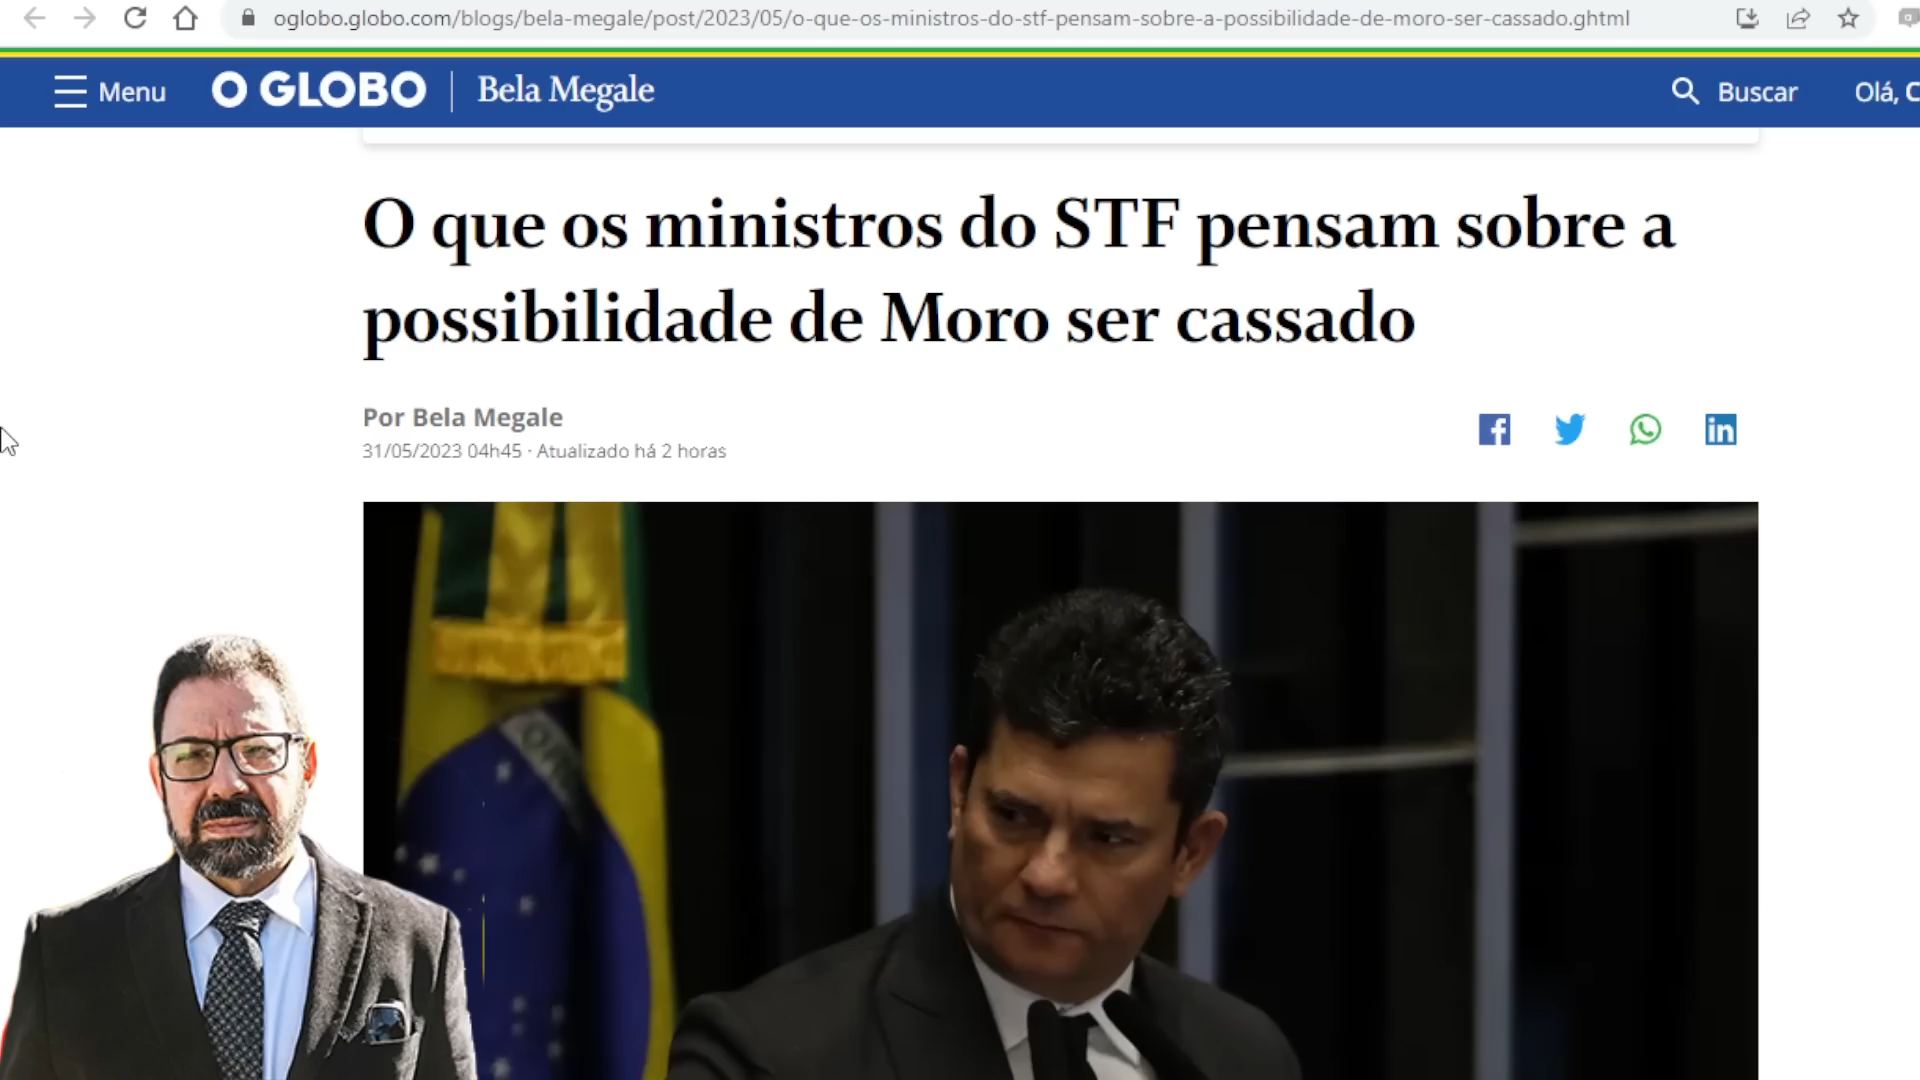 oglobo.globo.com/blogs/bela-megale/post/2023/05/o-que-os-ministros-do-stf-pensam-sobre-a-possibilidade-de-moro-ser-cassado.ghtml
Menu O GLOBO Bela Megale Buscar Olá, C
O que os ministros do STF pensam sobre a
possibilidade de Moro ser cassado
Por Bela Megale
31/05/2023 04h45 · Atualizado há 2 horas